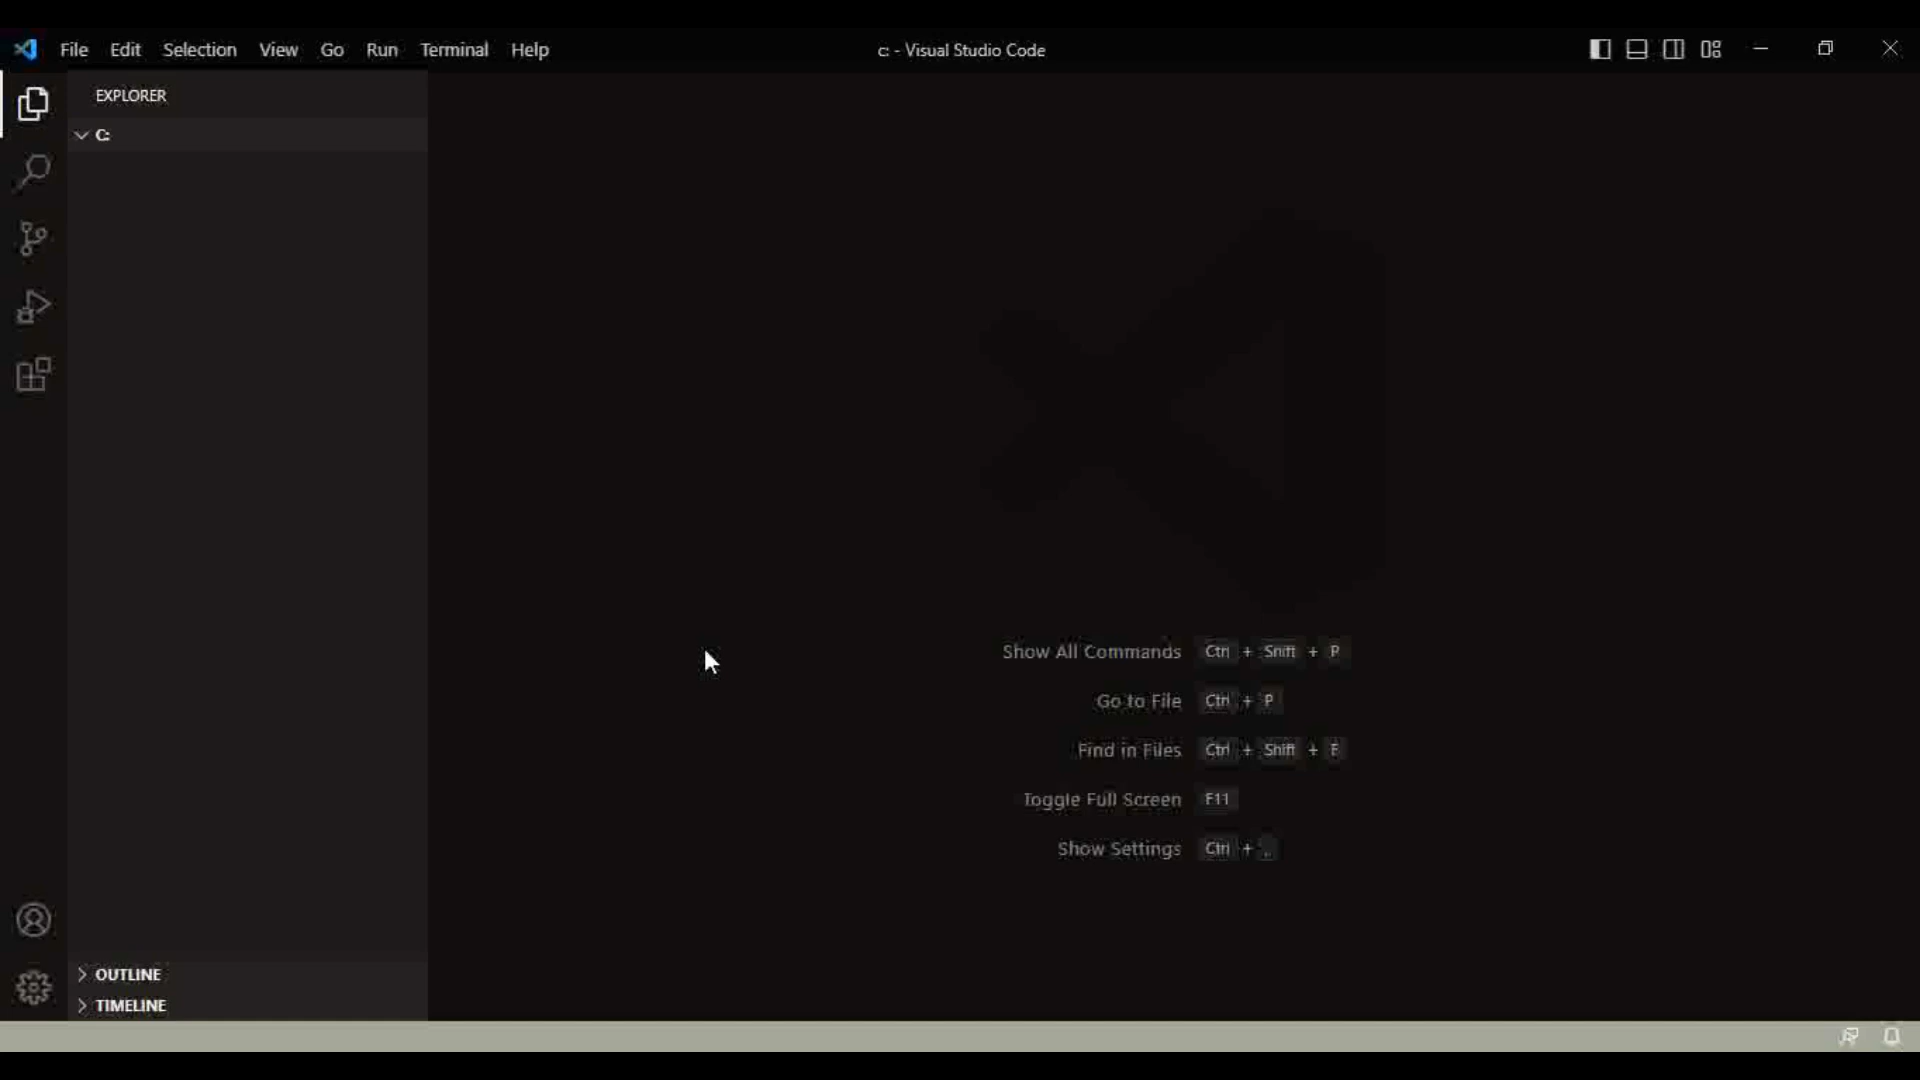 File Edit Selection View Go Run Terminal Help
c: - Visual Studio Code
EXPLORER
C:
Show All Commands Ctrl + Shift + P
Go to File Ctrl + P
Find in Files Ctrl + Shift + F
Toggle Full Screen F11
Show Settings Ctrl + ,
OUTLINE
TIMELINE